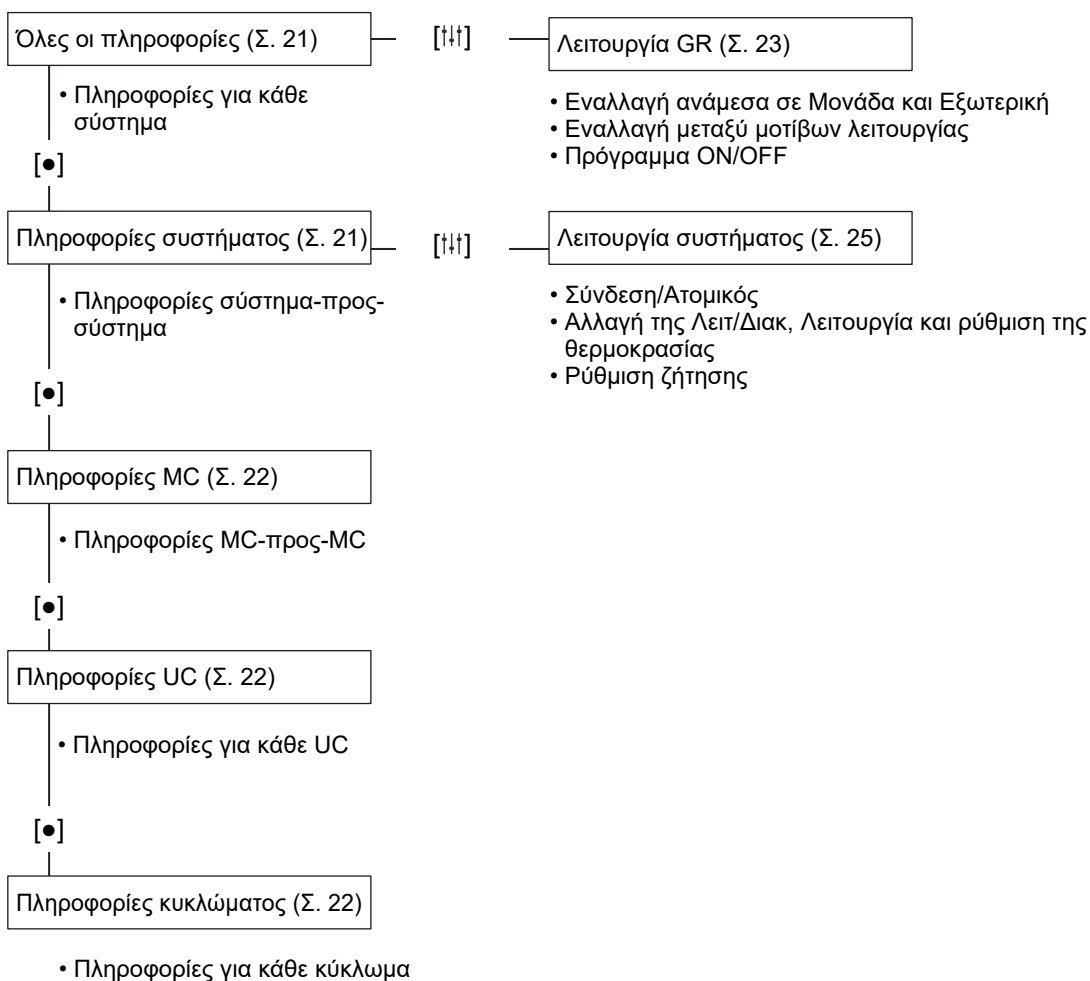 Όλες οι πληροφορίες (Σ. 21)
Λειτουργία GR (Σ. 23)
• Πληροφορίες για κάθε
σύστημα
• Εναλλαγή ανάμεσα σε Μονάδα και Εξωτερική
• Εναλλαγή μεταξύ μοτίβων λειτουργίας
• Πρόγραμμα ON/OFF
[●]
Πληροφορίες συστήματος (Σ. 21)
Λειτουργία συστήματος (Σ. 25)
• Πληροφορίες σύστημα-προς-
σύστημα
• Σύνδεση/Ατομικός
• Αλλαγή της Λειτ/Διακ, Λειτουργία και ρύθμιση της
θερμοκρασίας
• Ρύθμιση ζήτησης
[●]
Πληροφορίες MC (Σ. 22)
• Πληροφορίες MC-προς-MC
[●]
Πληροφορίες UC (Σ. 22)
• Πληροφορίες για κάθε UC
[●]
Πληροφορίες κυκλώματος (Σ. 22)
• Πληροφορίες για κάθε κύκλωμα